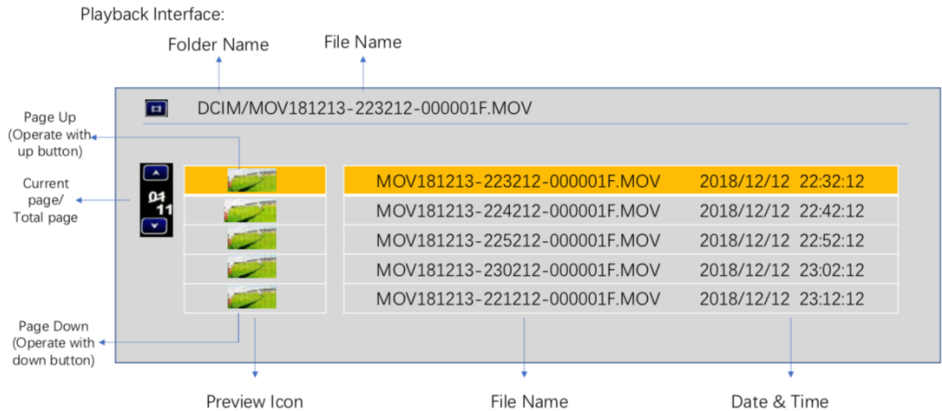 Playback Interface:
Folder Name
File Name
DCIM/MOV181213-223212-000001F.MOV
Page Up
(Operate with
up button)
Current
page/
Total page
01
11
MOV181213-223212-000001F.MOV 2018/12/12 22:32:12
MOV181213-224212-000001F.MOV 2018/12/12 22:42:12
MOV181213-225212-000001F.MOV 2018/12/12 22:52:12
MOV181213-230212-000001F.MOV 2018/12/12 23:02:12
MOV181213-221212-000001F.MOV 2018/12/12 23:12:12
Page Down
(Operate with
down button)
Preview Icon
File Name
Date & Time